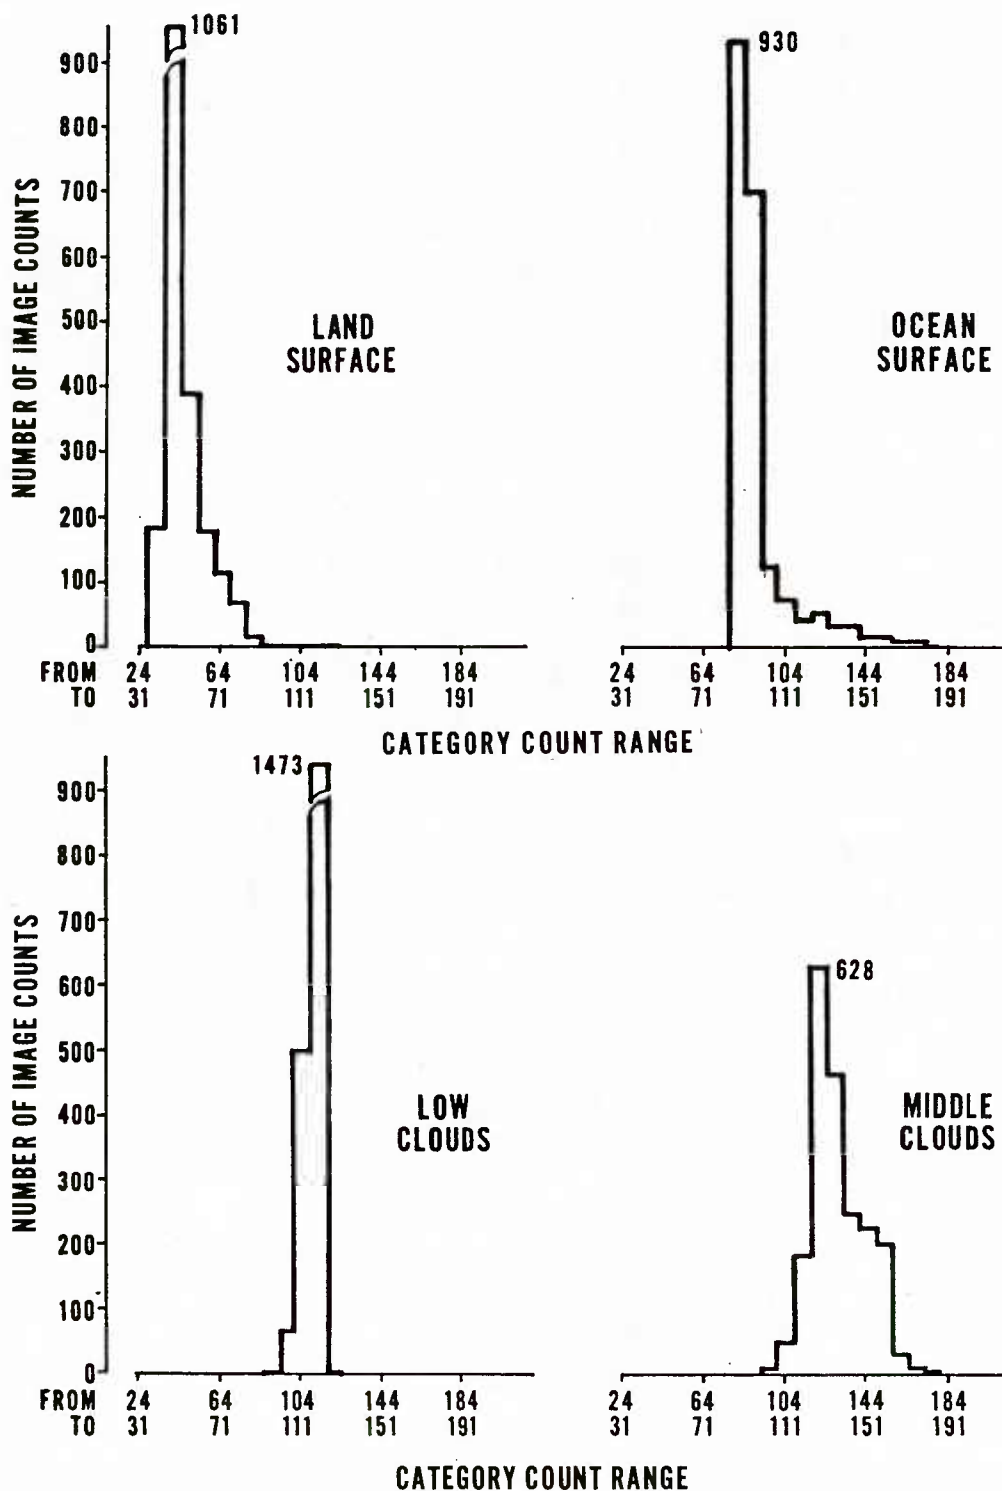 1061
930
900
800
700
600
500
400
300
200
100
0
NUMBER OF IMAGE COUNTS
LAND
SURFACE
OCEAN
SURFACE
FROM 24 64 104 144 184 24 64 104 144 184
TO 31 71 111 151 191 31 71 111 151 191
CATEGORY COUNT RANGE
1473
900
800
700
600
500
400
300
200
100
0
NUMBER OF IMAGE COUNTS
628
LOW
CLOUDS
MIDDLE
CLOUDS
FROM 24 64 104 144 184 24 64 104 144 184
TO 31 71 111 151 191 31 71 111 151 191
CATEGORY COUNT RANGE